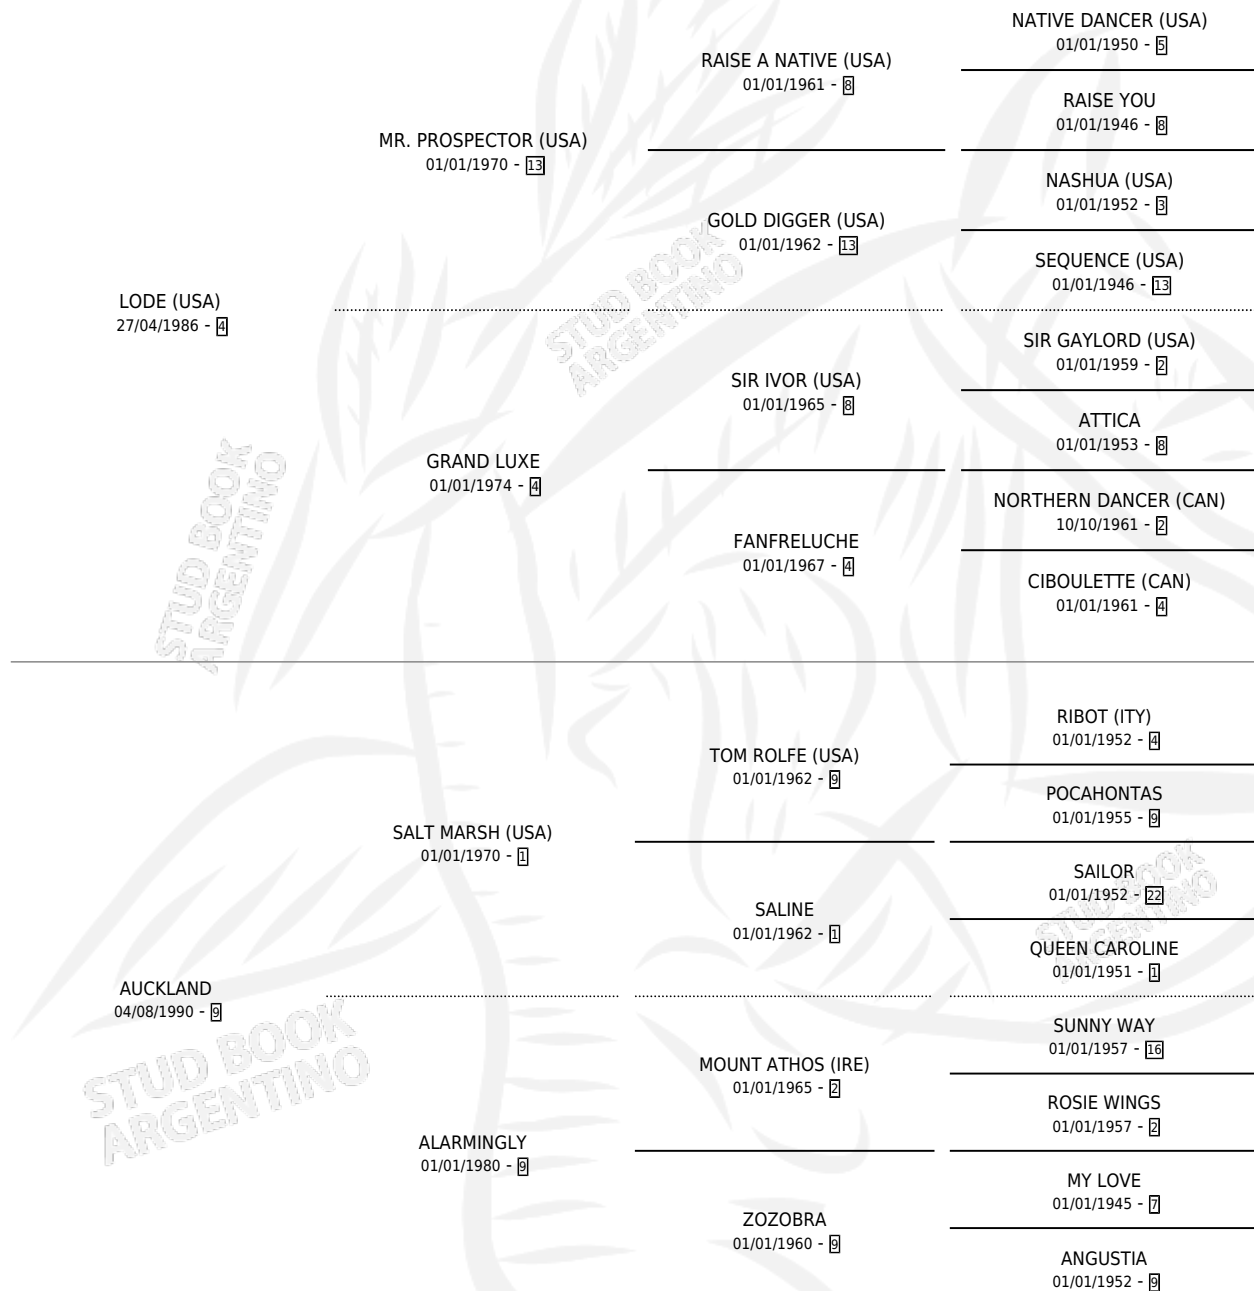 NATIVE DANCER (USA)
01/01/1950 - 5
RAISE A NATIVE (USA)
01/01/1961 - 8
RAISE YOU
01/01/1946 - 8
MR. PROSPECTOR (USA)
01/01/1970 - 13
NASHUA (USA)
01/01/1952 - 3
GOLD DIGGER (USA)
01/01/1962 - 13
SEQUENCE (USA)
01/01/1946 - 13
LODE (USA)
27/04/1986 - 4
SIR GAYLORD (USA)
01/01/1959 - 2
SIR IVOR (USA)
01/01/1965 - 8
ATTICA
01/01/1953 - 8
GRAND LUXE
01/01/1974 - 4
NORTHERN DANCER (CAN)
10/10/1961 - 2
FANFRELUCHE
01/01/1967 - 4
CIBOULETTE (CAN)
01/01/1961 - 4
RIBOT (ITY)
01/01/1952 - 4
TOM ROLFE (USA)
01/01/1962 - 9
POCAHONTAS
01/01/1955 - 9
SALT MARSH (USA)
01/01/1970 - 1
SAILOR
01/01/1952 - 22
SALINE
01/01/1962 - 1
QUEEN CAROLINE
01/01/1951 - 1
AUCKLAND
04/08/1990 - 9
SUNNY WAY
01/01/1957 - 16
MOUNT ATHOS (IRE)
01/01/1965 - 2
ROSIE WINGS
01/01/1957 - 2
ALARMINGLY
01/01/1980 - 9
MY LOVE
01/01/1945 - 7
ZOZOBRA
01/01/1960 - 9
ANGUSTIA
01/01/1952 - 9
STUD BOOK
ARGENTINO
STUD BOOK
ARGENTINO
STUD BOOK
ARGENTINO
STUD BOOK
ARGENTINO